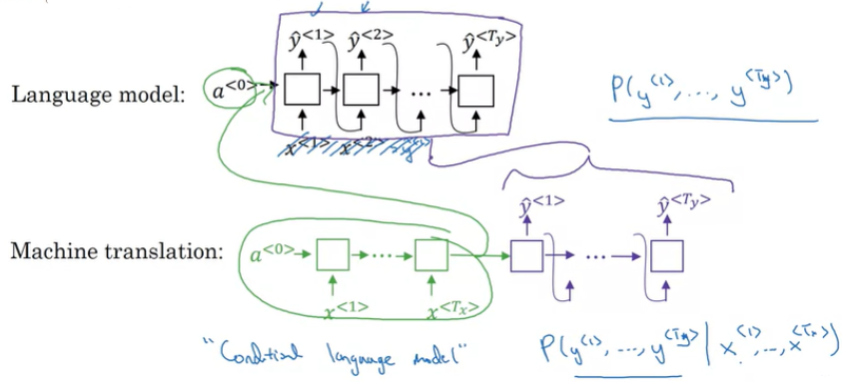 ŷ<1> ŷ<2> ŷ<Ty>
Language model: a<0> ...
P(y<1>, ..., y<Ty>)
x<1> x<2>
ŷ<1> ŷ<Ty>
Machine translation: a<0> ... ...
x<1> x<Tx>
"Conditional language model" P(y<1>, ..., y<Ty> | x<1>, ..., x<Tx>)